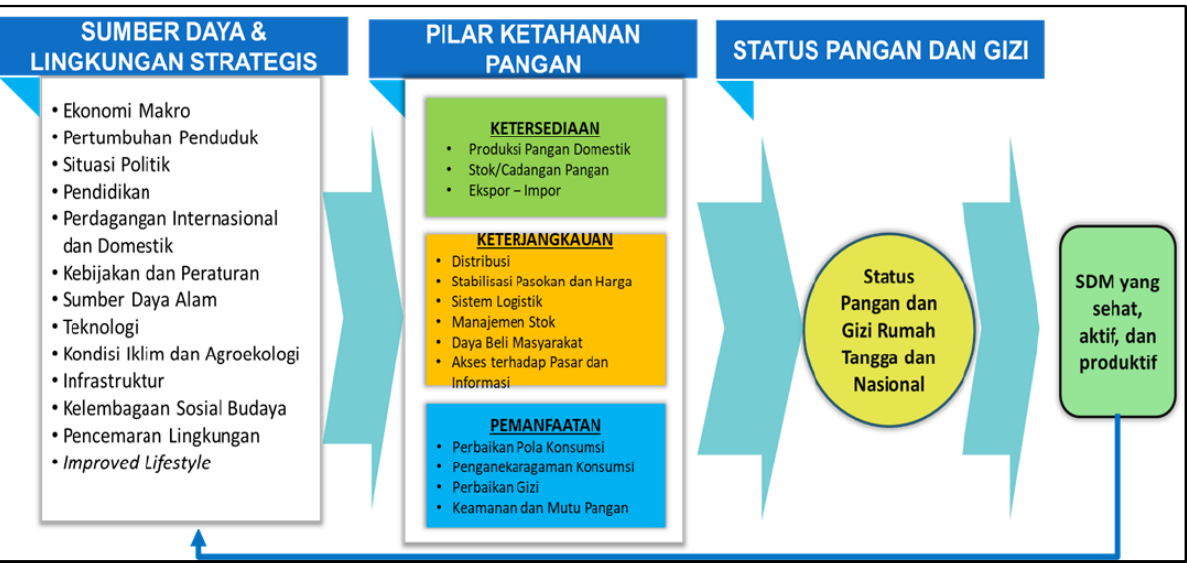 SUMBER DAYA &
LINGKUNGAN STRATEGIS
• Ekonomi Makro
• Pertumbuhan Penduduk
• Situasi Politik
• Pendidikan
• Perdagangan Internasional
dan Domestik
• Kebijakan dan Peraturan
• Sumber Daya Alam
• Teknologi
• Kondisi Iklim dan Agroekologi
• Infrastruktur
• Kelembagaan Sosial Budaya
• Pencemaran Lingkungan
• Improved Lifestyle
PILAR KETAHANAN
PANGAN
KETERSEDIAAN
• Produksi Pangan Domestik
• Stok/Cadangan Pangan
• Ekspor – Impor
KETERJANGKAUAN
• Distribusi
• Stabilisasi Pasokan dan Harga
• Sistem Logistik
• Manajemen Stok
• Daya Beli Masyarakat
• Akses terhadap Pasar dan
Informasi
PEMANFAATAN
• Perbaikan Pola Konsumsi
• Penganekaragaman Konsumsi
• Perbaikan Gizi
• Keamanan dan Mutu Pangan
STATUS PANGAN DAN GIZI
Status
Pangan dan
Gizi Rumah
Tangga dan
Nasional
SDM yang
sehat,
aktif, dan
produktif